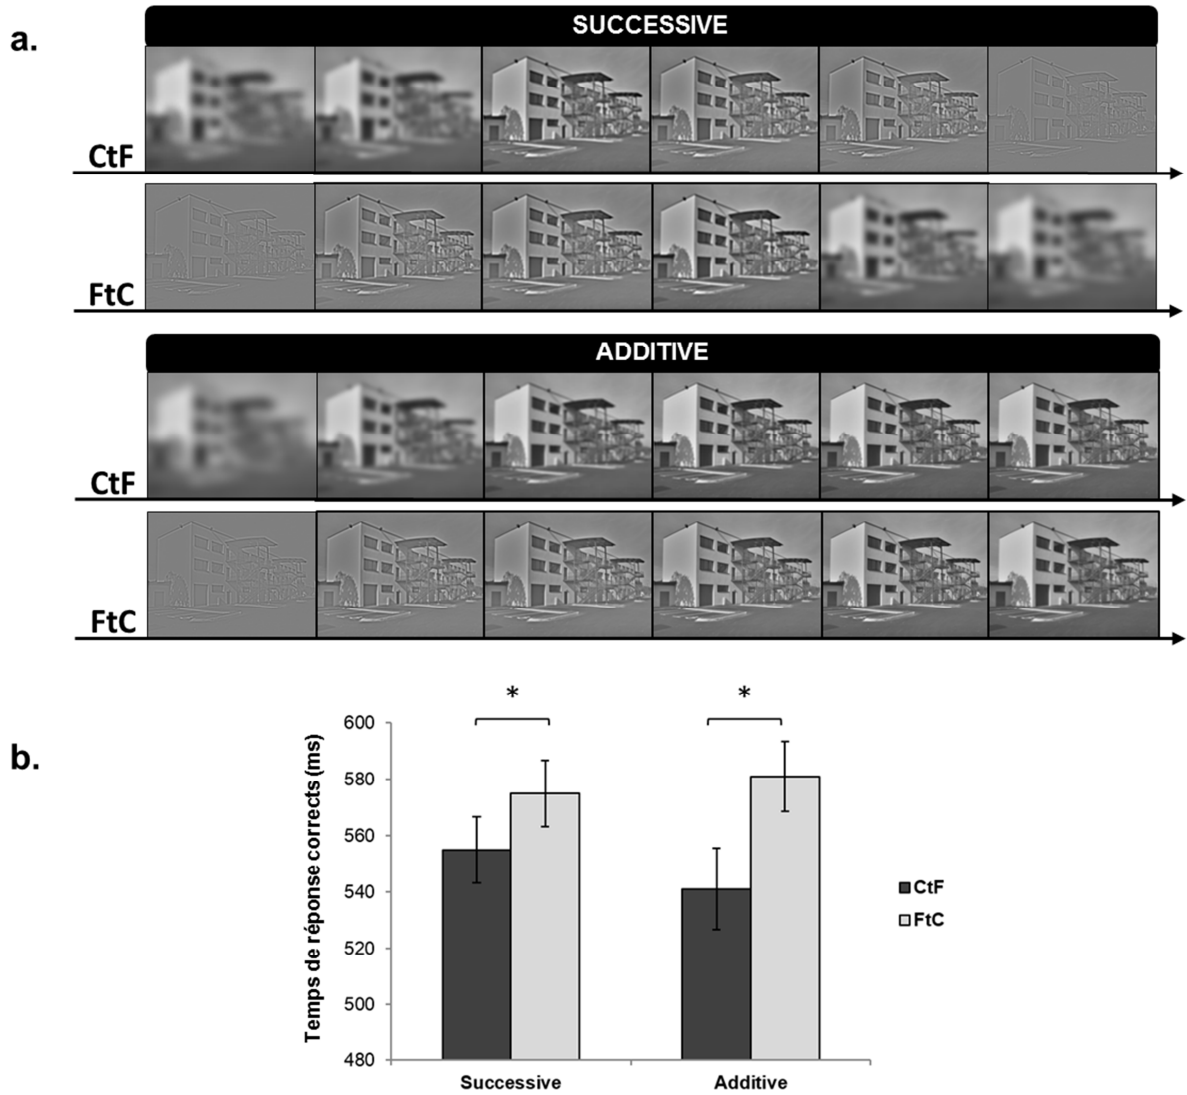 a.
SUCCESSIVE
CtF
FtC
ADDITIVE
CtF
FtC
b.
* *
Temps de réponse corrects (ms)
600
580
560
540
520
500
480
Successive Additive
CtF
FtC